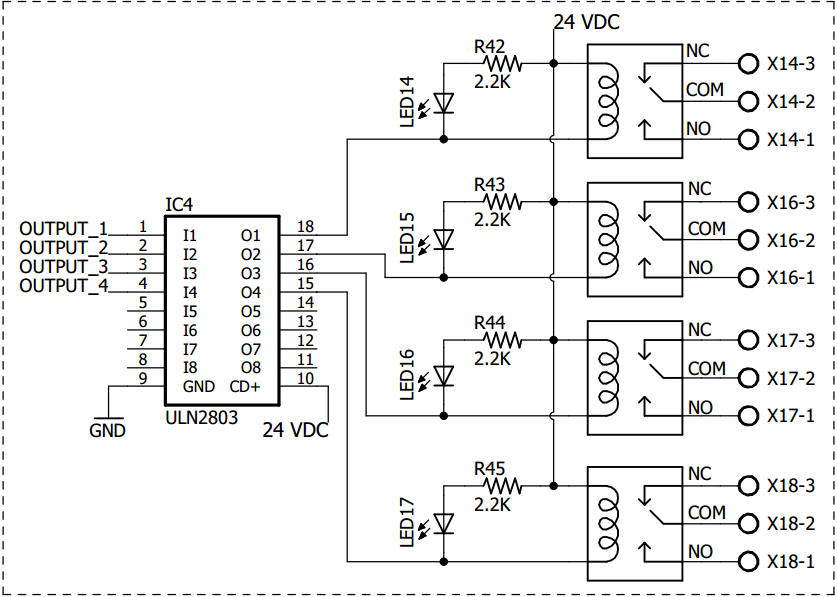 24 VDC
R42
2.2K
LED14
NC
X14-3
COM
X14-2
NO
X14-1
R43
2.2K
LED15
NC
X16-3
COM
X16-2
NO
X16-1
IC4
OUTPUT_1 1 I1 O1 18
OUTPUT_2 2 I2 O2 17
OUTPUT_3 3 I3 O3 16
OUTPUT_4 4 I4 O4 15
5 I5 O5 14
6 I6 O6 13
7 I7 O7 12
8 I8 O8 11
9 GND CD+ 10
ULN2803
GND
24 VDC
R44
2.2K
LED16
NC
X17-3
COM
X17-2
NO
X17-1
R45
2.2K
LED17
NC
X18-3
COM
X18-2
NO
X18-1